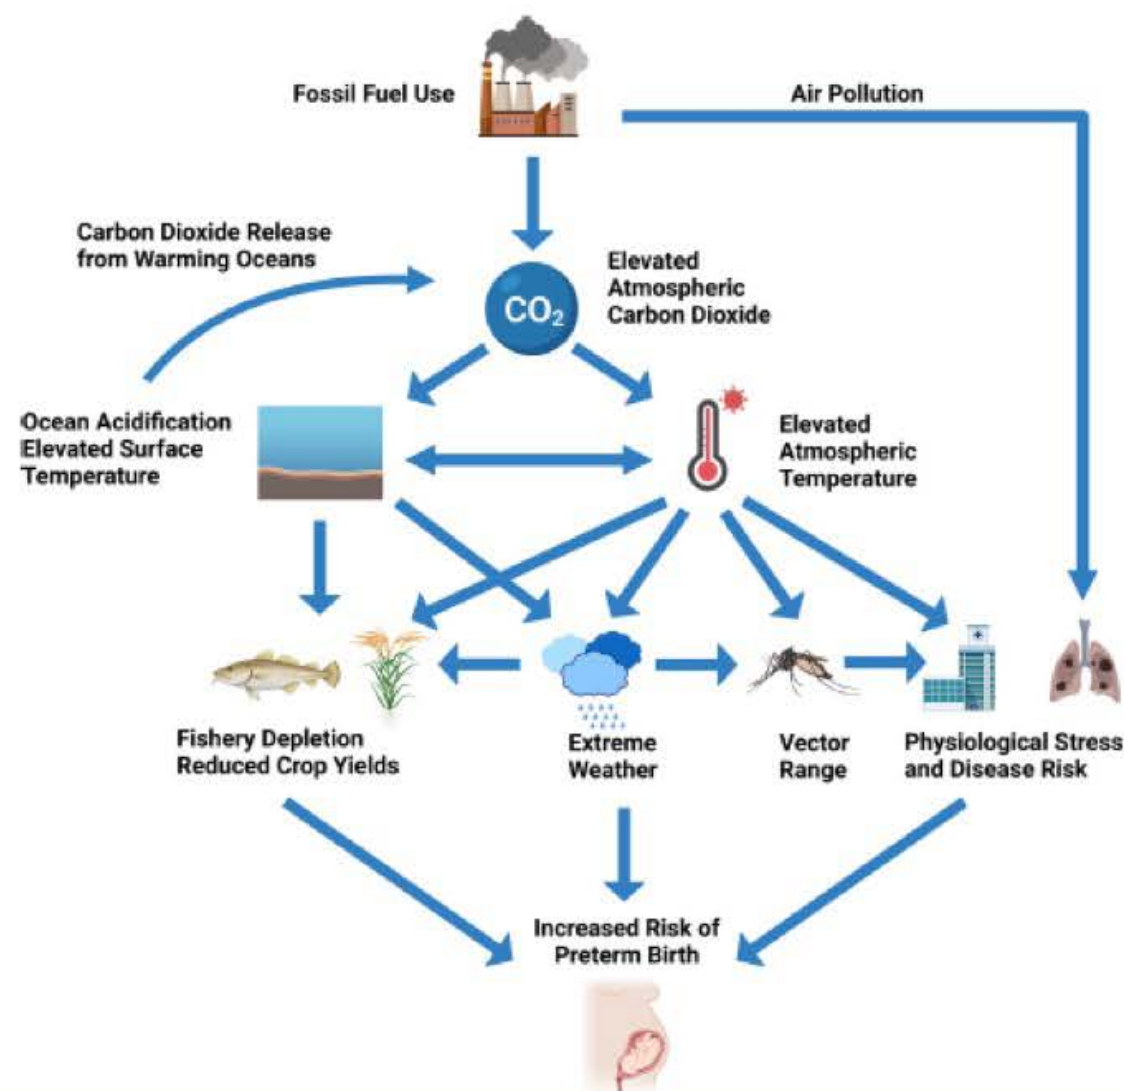 Fossil Fuel Use
Air Pollution
Carbon Dioxide Release
from Warming Oceans
Elevated
Atmospheric
Carbon Dioxide
CO₂
Ocean Acidification
Elevated Surface
Temperature
Elevated
Atmospheric
Temperature
Fishery Depletion
Reduced Crop Yields
Extreme
Weather
Vector
Range
Physiological Stress
and Disease Risk
Increased Risk of
Preterm Birth